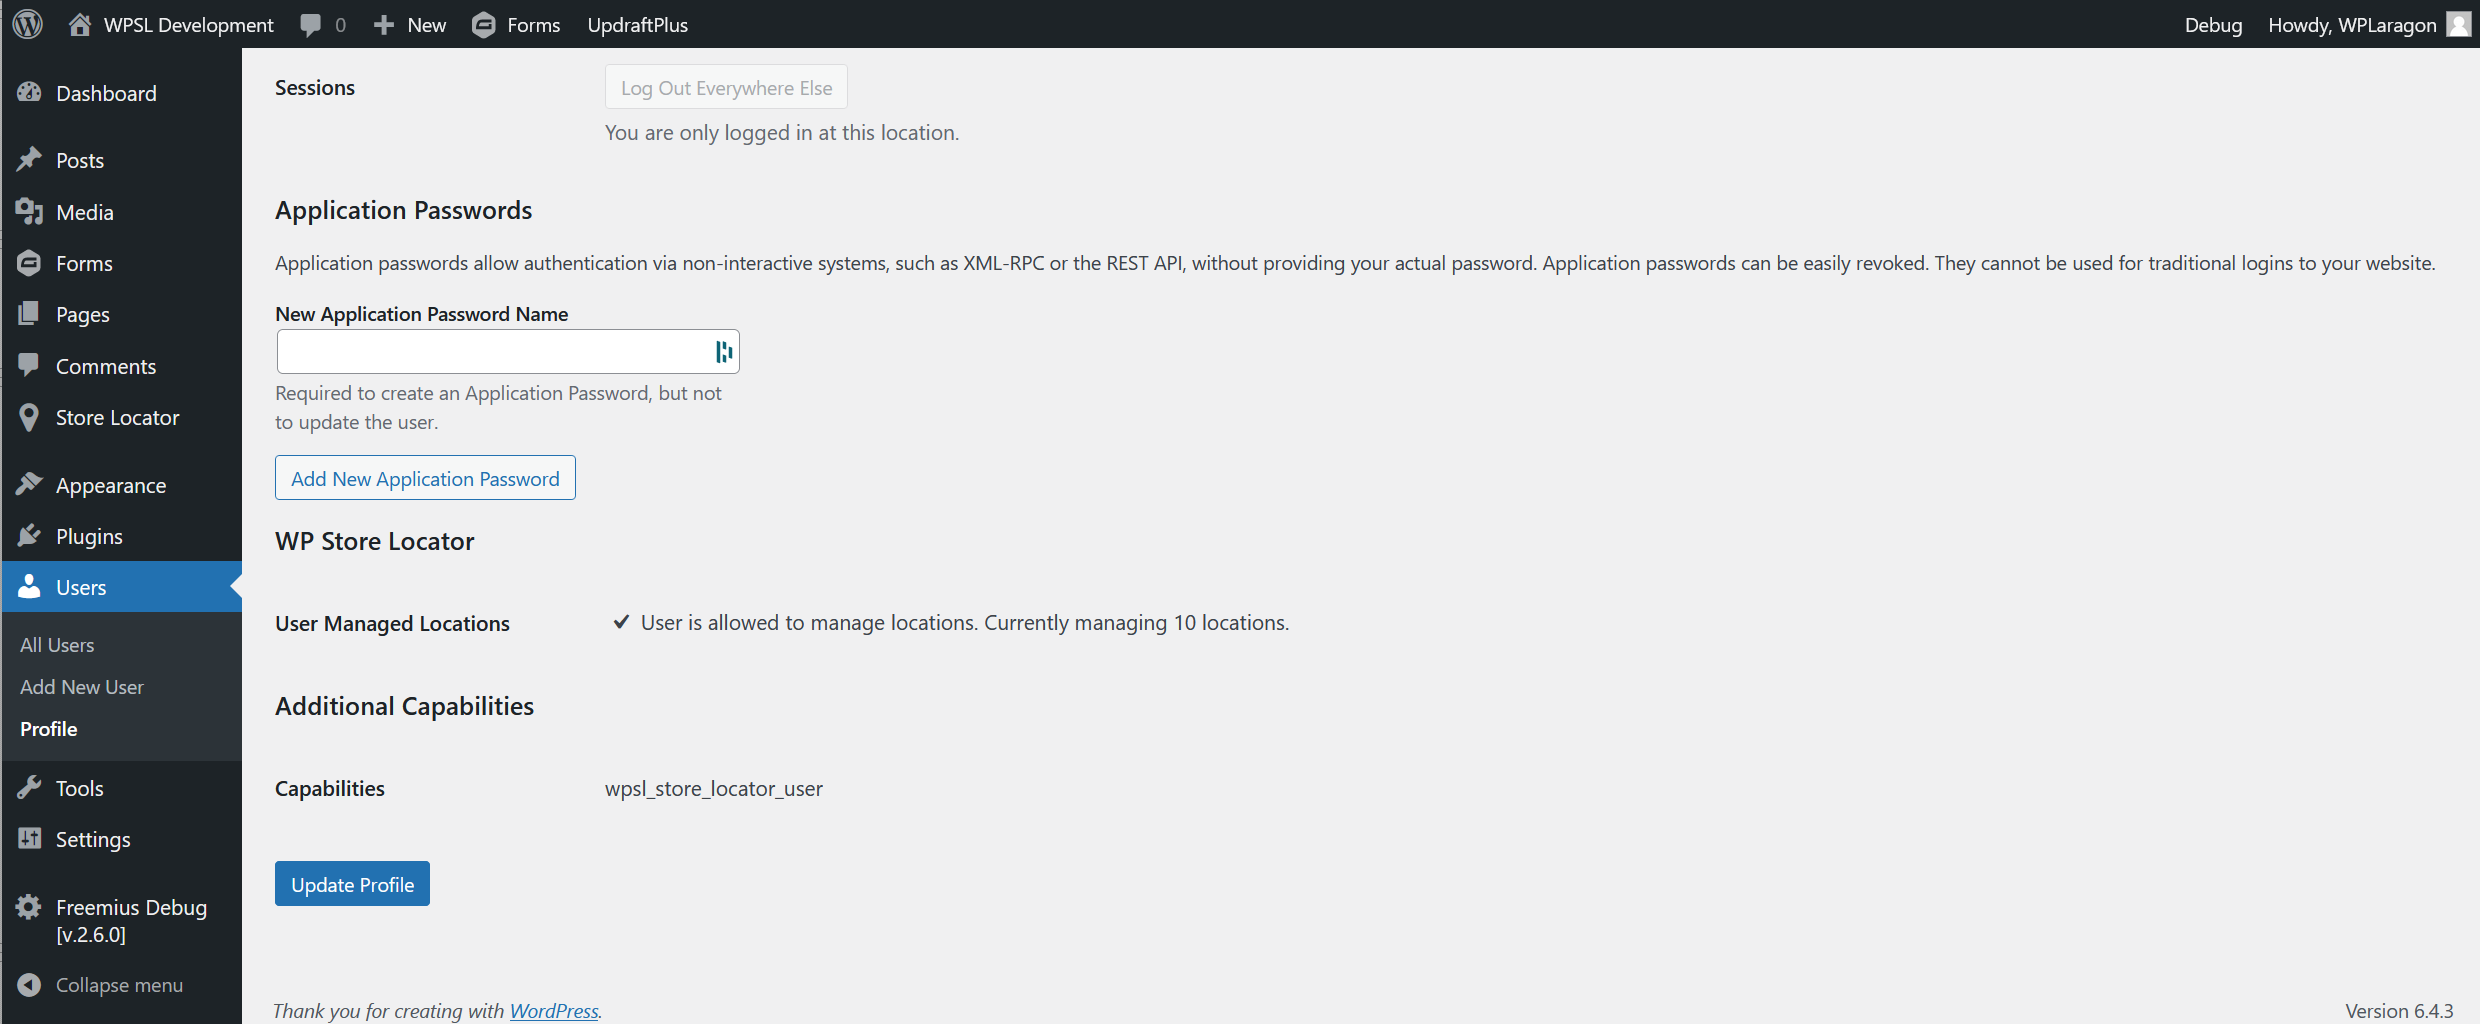 WPSL Development 0 New Forms UpdraftPlus Debug Howdy, WPLaragon
Dashboard
Posts
Media
Forms
Pages
Comments
Store Locator
Appearance
Plugins
Users
All Users
Add New User
Profile
Tools
Settings
Freemius Debug
[v.2.6.0]
Collapse menu
Sessions
Log Out Everywhere Else
You are only logged in at this location.
Application Passwords
Application passwords allow authentication via non-interactive systems, such as XML-RPC or the REST API, without providing your actual password. Application passwords can be easily revoked. They cannot be used for traditional logins to your website.
New Application Password Name
Required to create an Application Password, but not
to update the user.
Add New Application Password
WP Store Locator
User Managed Locations
User is allowed to manage locations. Currently managing 10 locations.
Additional Capabilities
Capabilities
wpsl_store_locator_user
Update Profile
Thank you for creating with WordPress.
Version 6.4.3